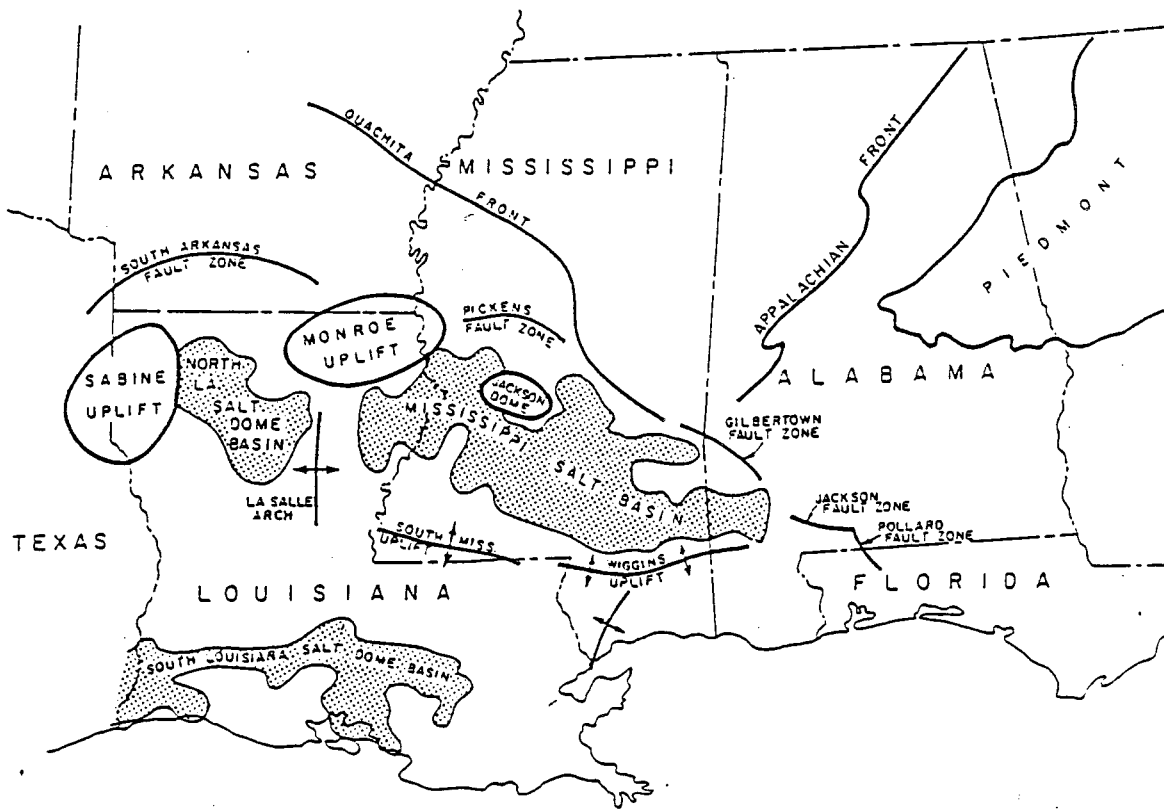 OUACHITA
FRONT
ARKANSAS
MISSISSIPPI
APPALACHIAN
FRONT
PIEDMONT
SOUTH ARKANSAS
FAULT ZONE
PICKENS
FAULT ZONE
MONROE
UPLIFT
SABINE
UPLIFT
NORTH
LA.
SALT
DOME
BASIN
JACKSON
DOME
MISSISSIPPI
SALT BASIN
ALABAMA
GILBERTOWN
FAULT ZONE
LA SALLE
ARCH
JACKSON
FAULT ZONE
POLLARD
FAULT ZONE
TEXAS
SOUTH MISS.
UPLIFT
WIGGINS
UPLIFT
FLORIDA
LOUISIANA
SOUTH LOUISIARA SALT DOME BASIN